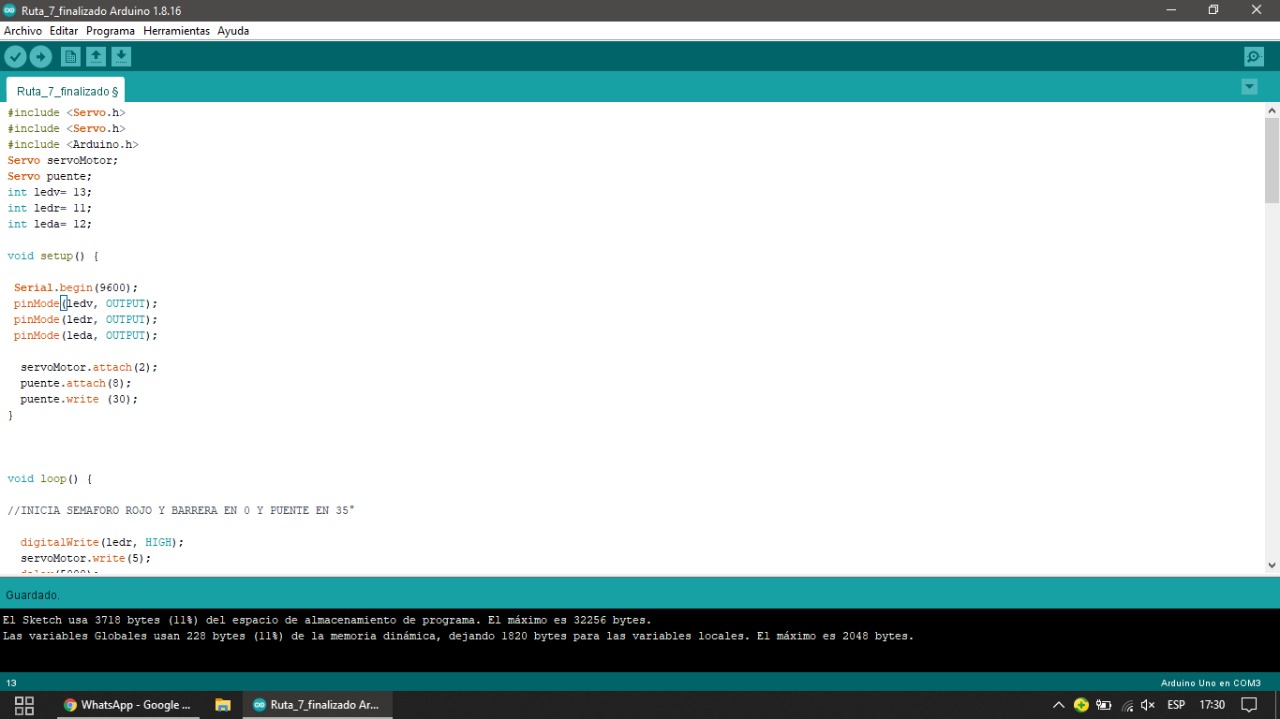 Ruta_7_finalizado Arduino 1.8.16
Archivo Editar Programa Herramientas Ayuda
Ruta_7_finalizado §
#include <Servo.h>
#include <Servo.h>
#include <Arduino.h>
Servo servoMotor;
Servo puente;
int ledv= 13;
int ledr= 11;
int leda= 12;
void setup() {
Serial.begin(9600);
pinMode(ledv, OUTPUT);
pinMode(ledr, OUTPUT);
pinMode(leda, OUTPUT);
servoMotor.attach(2);
puente.attach(8);
puente.write (30);
}
void loop() {
//INICIA SEMAFORO ROJO Y BARRERA EN 0 Y PUENTE EN 35°
digitalWrite(ledr, HIGH);
servoMotor.write(5);
Guardado.
El Sketch usa 3718 bytes (11%) del espacio de almacenamiento de programa. El máximo es 32256 bytes.
Las variables Globales usan 228 bytes (11%) de la memoria dinámica, dejando 1820 bytes para las variables locales. El máximo es 2048 bytes.
13 Arduino Uno en COM3
WhatsApp - Google ... Ruta_7_finalizado Ar... ESP 17:30